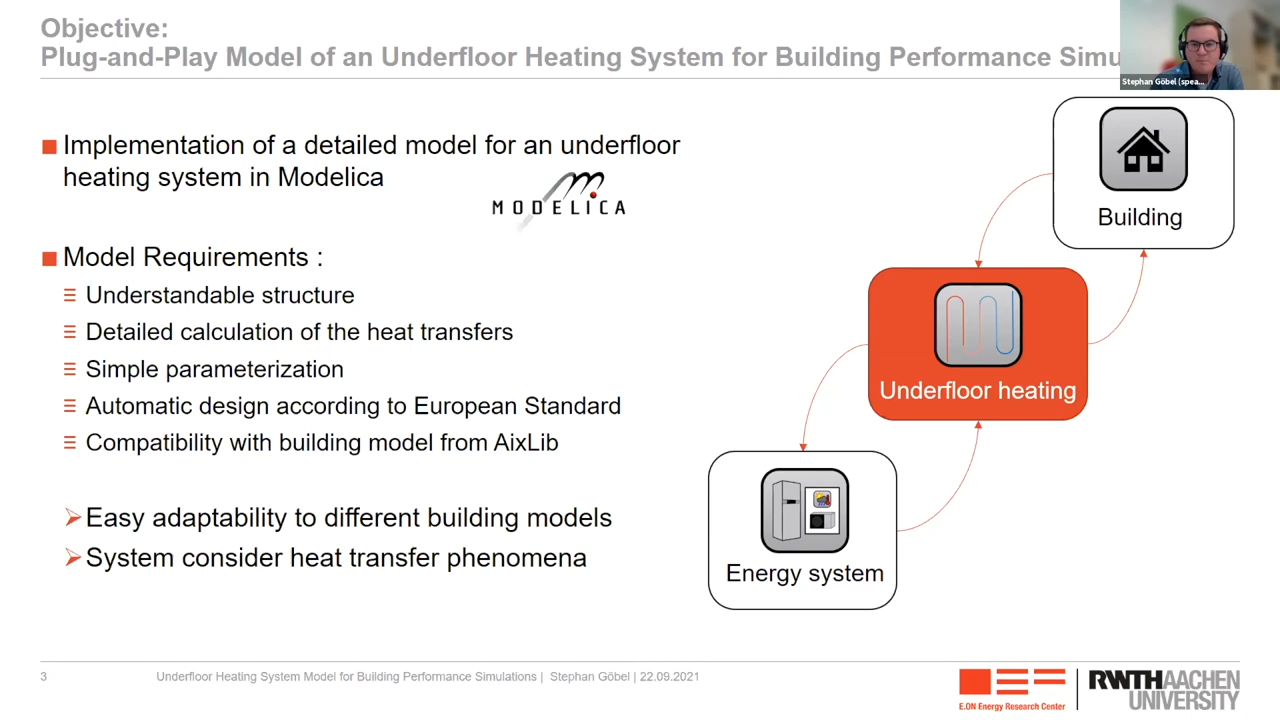 Objective:
Plug-and-Play Model of an Underfloor Heating System for Building Performance Simu
Stephan Göbel (spea...
Implementation of a detailed model for an underfloor
heating system in Modelica
MODELICA
Model Requirements :
Understandable structure
Detailed calculation of the heat transfers
Simple parameterization
Automatic design according to European Standard
Compatibility with building model from AixLib
Easy adaptability to different building models
System consider heat transfer phenomena
Building
Underfloor heating
Energy system
3
Underfloor Heating System Model for Building Performance Simulations | Stephan Göbel | 22.09.2021
E.ON Energy Research Center
RWTHAACHEN
UNIVERSITY